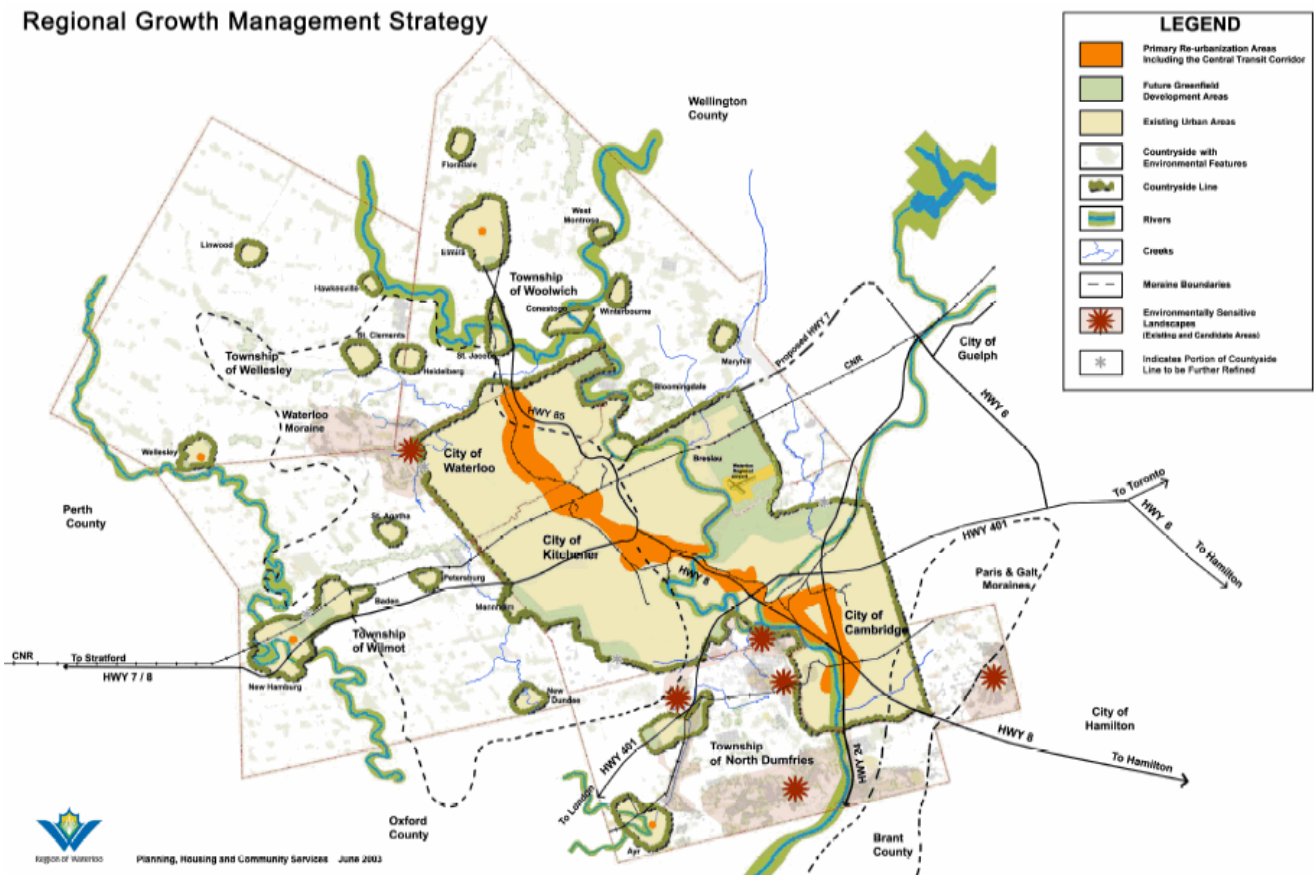 Regional Growth Management Strategy
LEGEND
Primary Re-urbanization Areas
Including the Central Transit Corridor
Future Greenfield
Development Areas
Existing Urban Areas
Countryside with
Environmental Features
Countryside Line
Rivers
Creeks
Moraine Boundaries
Environmentally Sensitive
Landscapes
(Existing and Candidate Areas)
Indicates Portion of Countyside
Line to be Further Refined
Wellington
County
Floradale
West
Montrose
Linwood
Elmira
Hawkesville
Township
of Woolwich
Conestogo
Winterbourne
St. Clements
St. Jacobs
Heidelberg
Maryhill
Proposed HWY 7
CNR
City of
Guelph
Township
of Wellesley
Bloomingdale
HWY 6
HWY 85
Waterloo
Moraine
City of
Waterloo
Breslau
Waterloo
Regional
Airport
Wellesley
Perth
County
St. Agatha
To Toronto
HWY 401
HWY 6
To Hamilton
City of
Kitchener
HWY 8
Paris & Galt
Moraines
Petersburg
Baden
Mannheim
City of
Cambridge
Township
of Wilmot
CNR
To Stratford
HWY 7 / 8
New Hamburg
New
Dundee
City of
Hamilton
HWY 8
To Hamilton
HWY 401
Township
of North Dumfries
HWY 24
To London
Oxford
County
Ayr
Brant
County
Region of Waterloo
Planning, Housing and Community Services June 2003